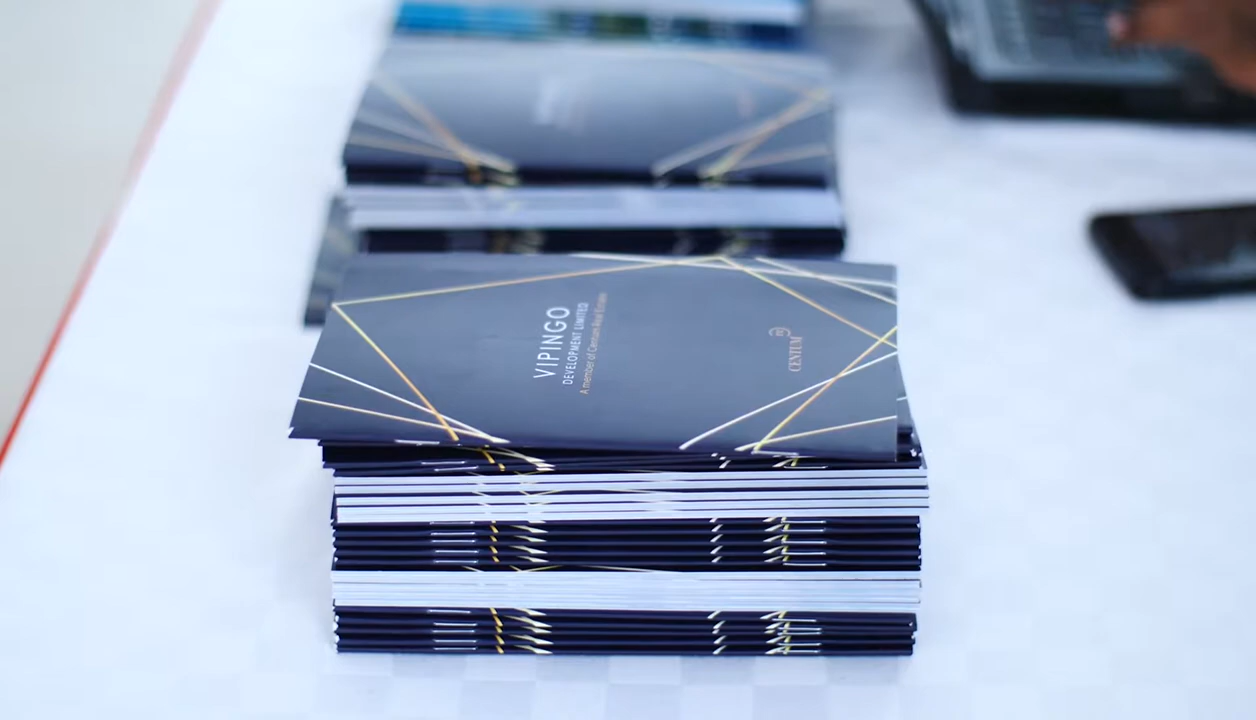 VIPINGO
DEVELOPMENT LIMITED
A member of Centum Real Estate
CENTUM